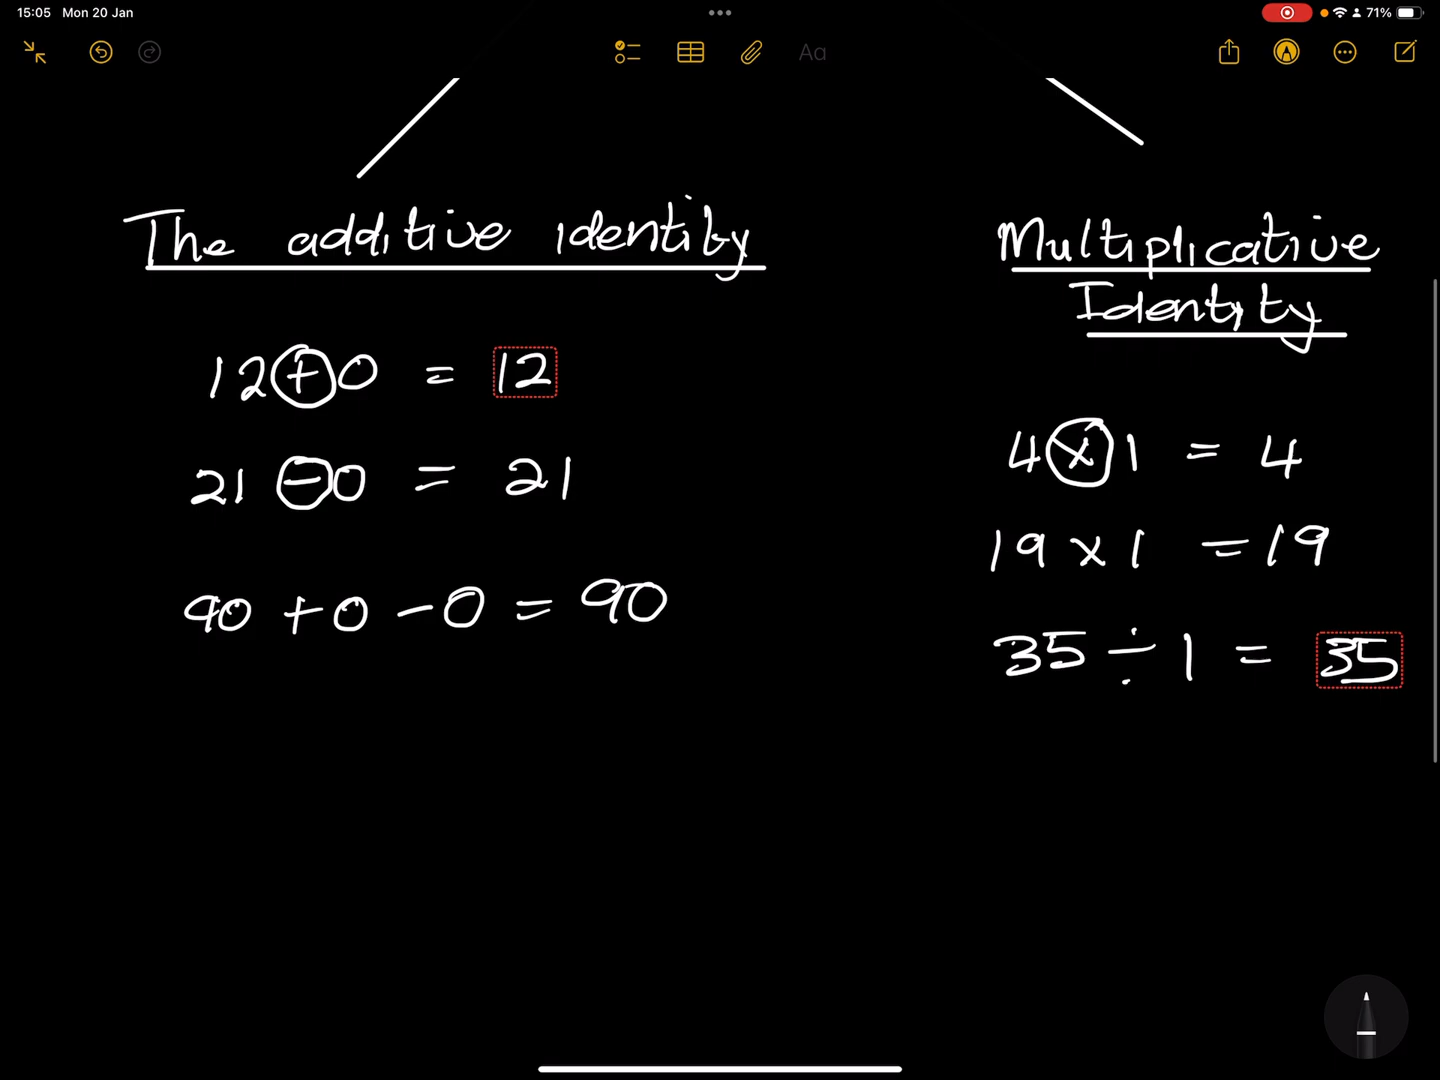 15:05 Mon 20 Jan
71%
Aa
The additive identity
12 + 0 = 12
21 - 0 = 21
90 + 0 - 0 = 90
Multiplicative
Identity
4 × 1 = 4
19 × 1 = 19
35 ÷ 1 = 35